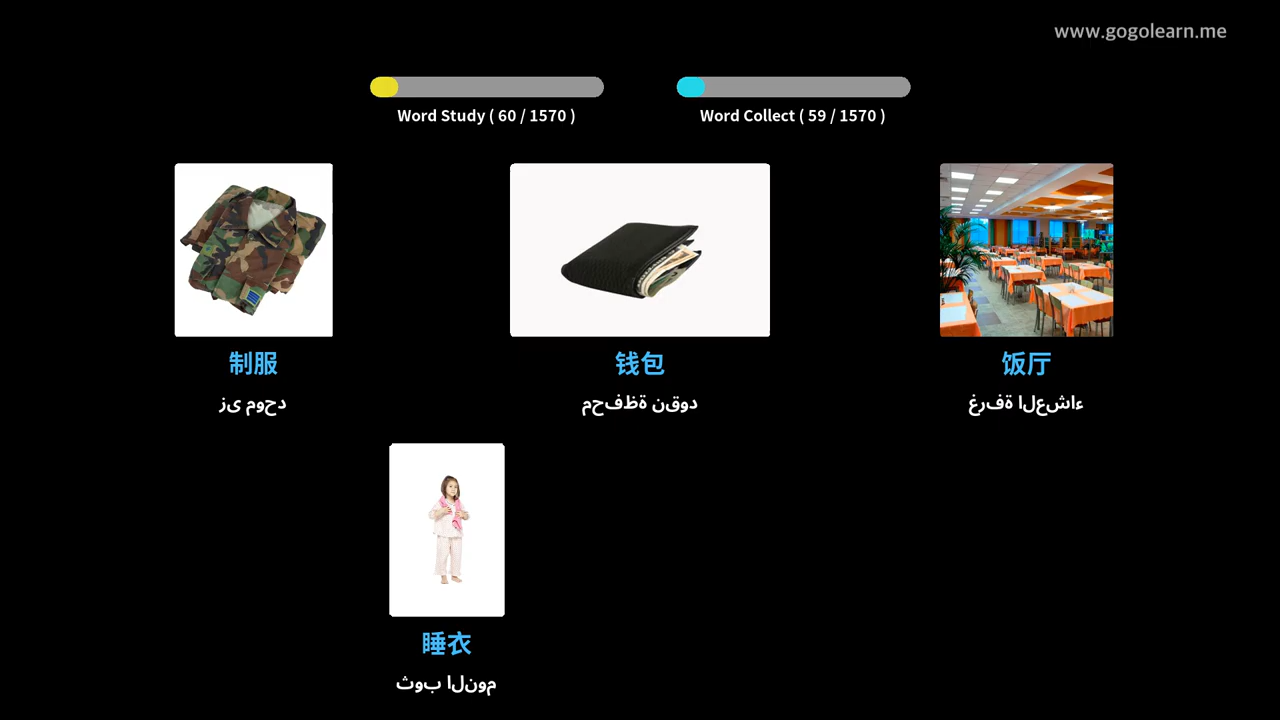 www.gogolearn.me
Word Study ( 60 / 1570 )
Word Collect ( 59 / 1570 )
制服
زى موحد
钱包
محفظة نقود
饭厅
غرفة العشاء
睡衣
ثوب النوم